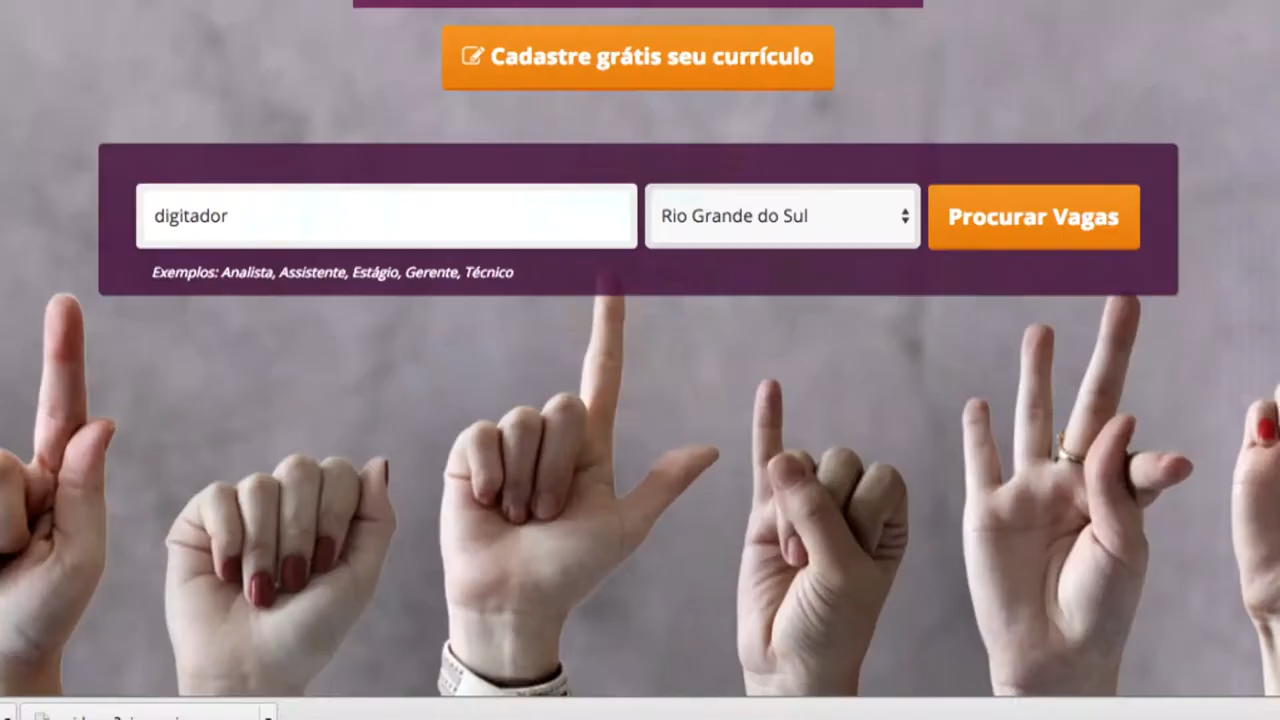 Cadastre grátis seu currículo
digitador
Rio Grande do Sul
Procurar Vagas
Exemplos: Analista, Assistente, Estágio, Gerente, Técnico